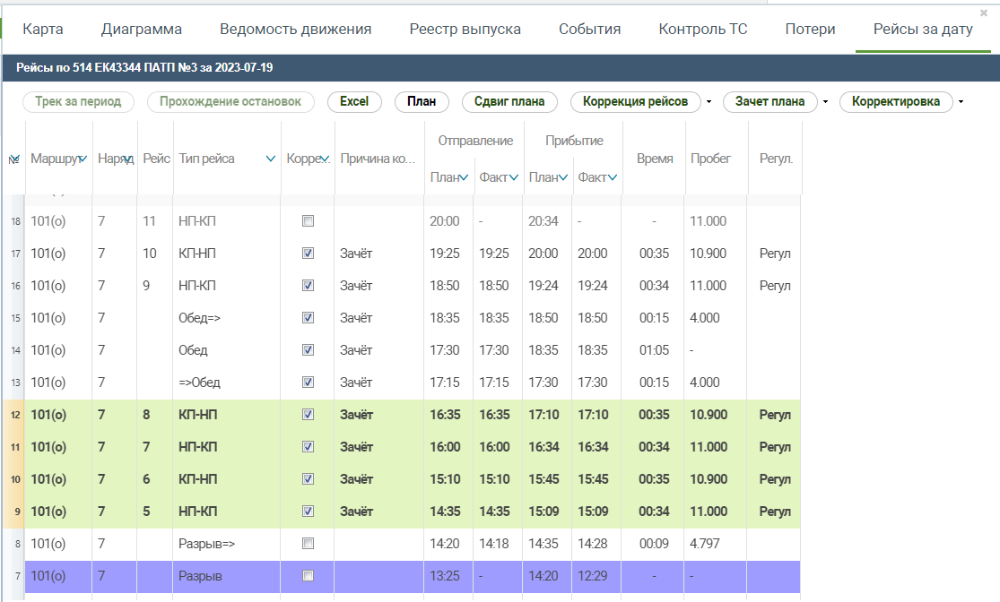 Карта Диаграмма Ведомость движения Реестр выпуска События Контроль ТС Потери Рейсы за дату
Рейсы по 514 ЕК43344 ПАТП №3 за 2023-07-19
Трек за период Прохождение остановок Excel План Сдвиг плана Коррекция рейсов Зачет плана Корректировка
Отправление Прибытие
№ Маршрут Наряд Рейс Тип рейса Корре... Причина ко... Время Пробег Регул.
План Факт План Факт
18 101(о) 7 11 НП-КП 20:00 - 20:34 - - 11.000
17 101(о) 7 10 КП-НП Зачёт 19:25 19:25 20:00 20:00 00:35 10.900 Регул
16 101(о) 7 9 НП-КП Зачёт 18:50 18:50 19:24 19:24 00:34 11.000 Регул
15 101(о) 7 Обед=> Зачёт 18:35 18:35 18:50 18:50 00:15 4.000
14 101(о) 7 Обед Зачёт 17:30 17:30 18:35 18:35 01:05 -
13 101(о) 7 =>Обед Зачёт 17:15 17:15 17:30 17:30 00:15 4.000
12 101(о) 7 8 КП-НП Зачёт 16:35 16:35 17:10 17:10 00:35 10.900 Регул
11 101(о) 7 7 НП-КП Зачёт 16:00 16:00 16:34 16:34 00:34 11.000 Регул
10 101(о) 7 6 КП-НП Зачёт 15:10 15:10 15:45 15:45 00:35 10.900 Регул
9 101(о) 7 5 НП-КП Зачёт 14:35 14:35 15:09 15:09 00:34 11.000 Регул
8 101(о) 7 Разрыв=> 14:20 14:18 14:35 14:28 00:09 4.797
7 101(о) 7 Разрыв 13:25 - 14:20 12:29 - -